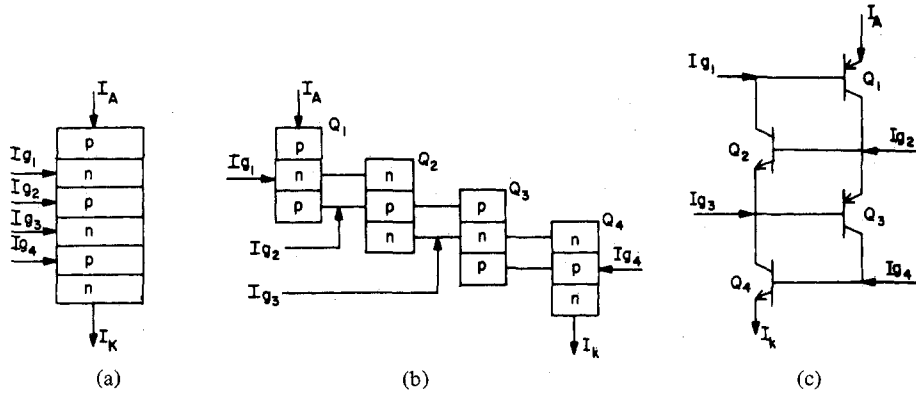 I_A
p
Ig_1 n
Ig_2 p
Ig_3 n
Ig_4 p
n
I_K
(a)
I_A
Q_1
p
Ig_1 n
p
Q_2
n
p
n
Ig_2
Q_3
p
n
p
Ig_3
Q_4
n
p
n
Ig_4
I_k
(b)
I_A
Ig_1
Q_1
Q_2
Ig_2
Ig_3
Q_3
Q_4
Ig_4
I_k
(c)